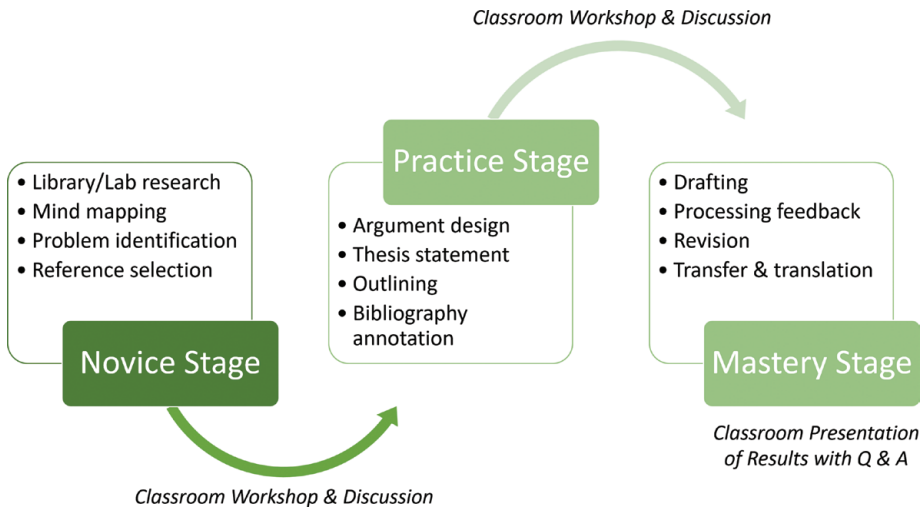 Classroom Workshop & Discussion
• Library/Lab research
• Mind mapping
• Problem identification
• Reference selection
Novice Stage
Classroom Workshop & Discussion
Practice Stage
• Argument design
• Thesis statement
• Outlining
• Bibliography
annotation
• Drafting
• Processing feedback
• Revision
• Transfer & translation
Mastery Stage
Classroom Presentation
of Results with Q & A